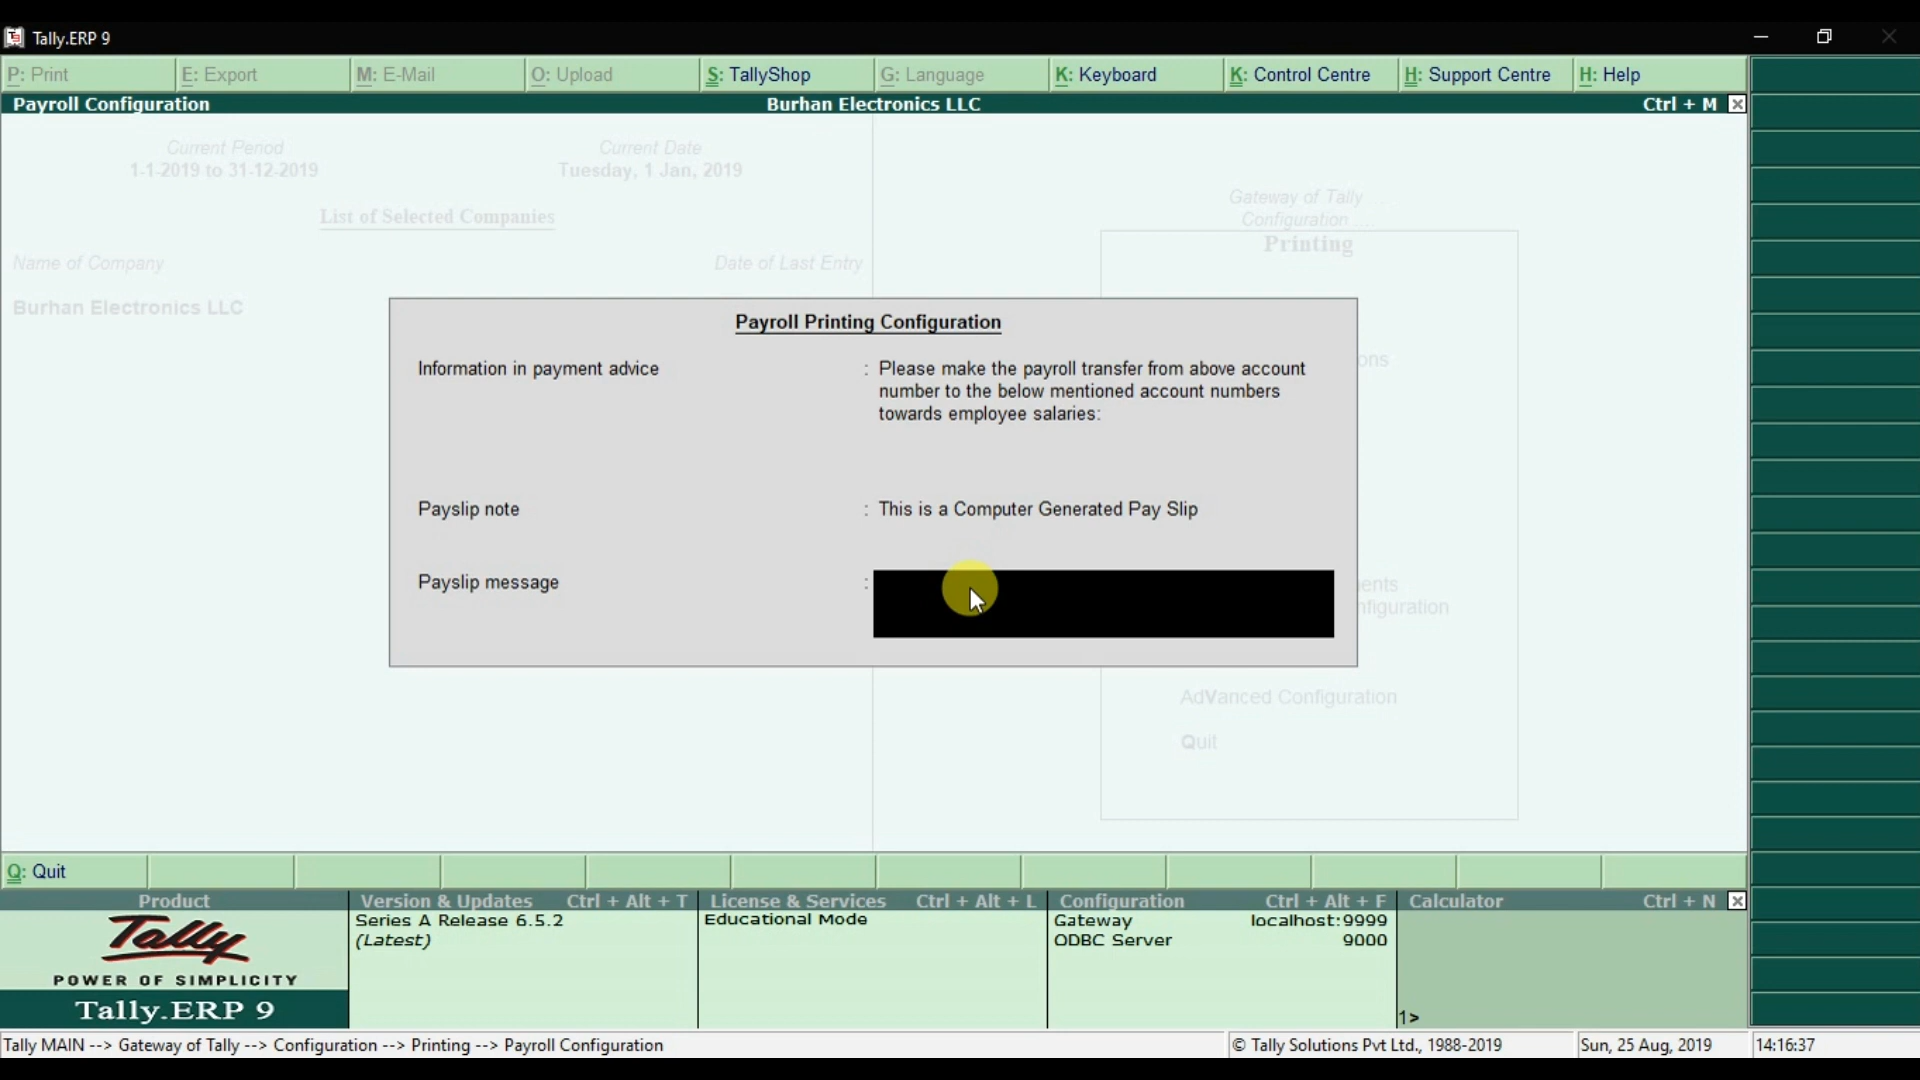 Tally.ERP 9
P: Print E: Export M: E-Mail O: Upload S: TallyShop G: Language K: Keyboard K: Control Centre H: Support Centre H: Help
Payroll Configuration Burhan Electronics LLC Ctrl + M
Current Period Current Date
1-1-2019 to 31-12-2019 Tuesday, 1 Jan, 2019
Gateway of Tally ....
List of Selected Companies Configuration ....
Printing
Name of Company Date of Last Entry
Burhan Electronics LLC
Payroll Printing Configuration
Information in payment advice : Please make the payroll transfer from above account
number to the below mentioned account numbers
towards employee salaries:
Payslip note : This is a Computer Generated Pay Slip
Payslip message :
AdVanced Configuration
Quit
Q: Quit
Product Version & Updates Ctrl + Alt + T License & Services Ctrl + Alt + L Configuration Ctrl + Alt + F Calculator Ctrl + N
Series A Release 6.5.2 Educational Mode Gateway localhost:9999
(Latest) ODBC Server 9000
Tally
POWER OF SIMPLICITY
Tally.ERP 9
1>
Tally MAIN --> Gateway of Tally --> Configuration --> Printing --> Payroll Configuration © Tally Solutions Pvt Ltd., 1988-2019 Sun, 25 Aug, 2019 14:16:37